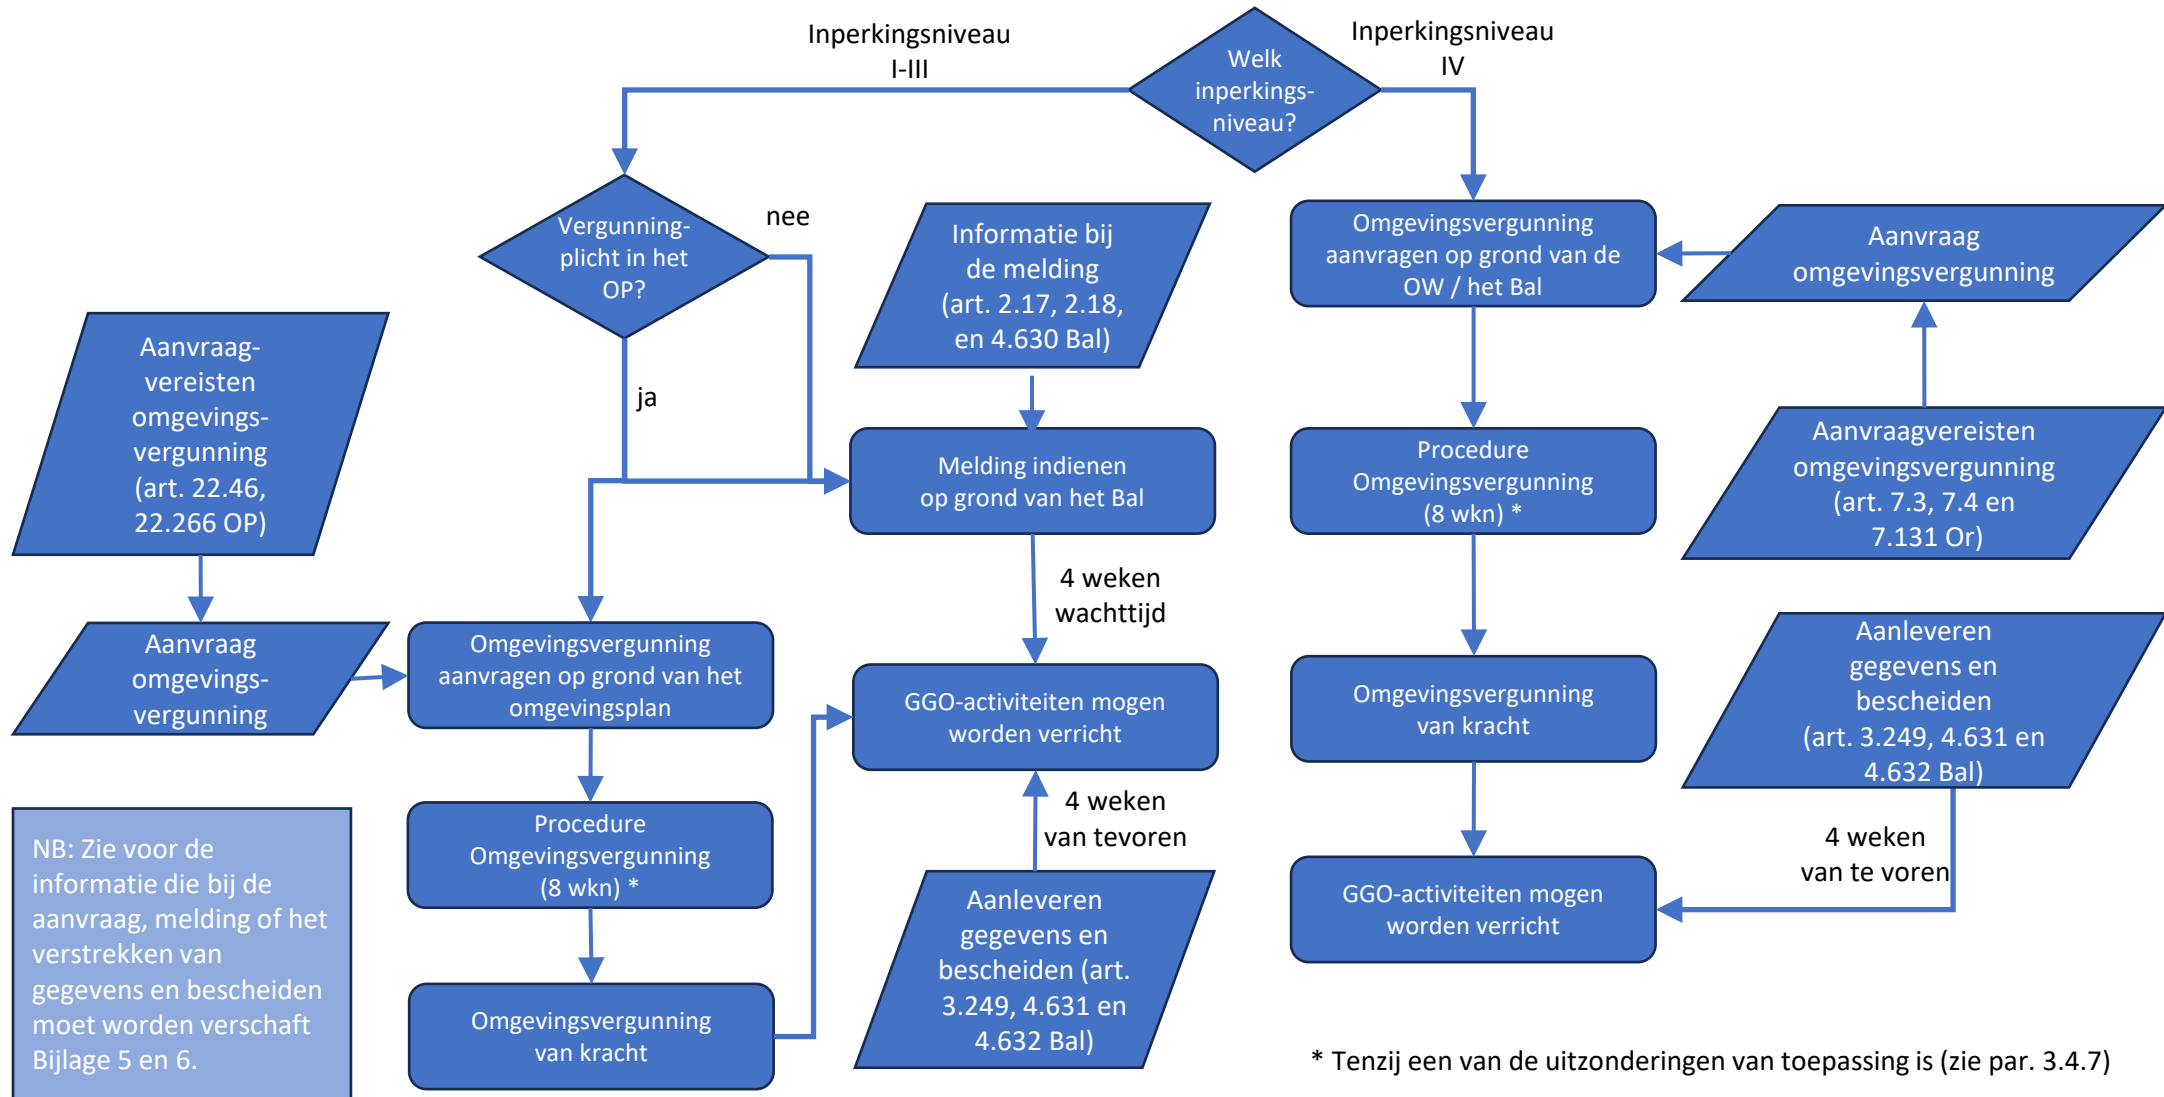 Inperkingsniveau
I-III
Welk
inperkings-
niveau?
Inperkingsniveau
IV
Vergunning-
plicht in het
OP?
nee
ja
Informatie bij
de melding
(art. 2.17, 2.18,
en 4.630 Bal)
Omgevingsvergunning
aanvragen op grond van de
OW / het Bal
Aanvraag
omgevingsvergunning
Aanvraag-
vereisten
omgevings-
vergunning
(art. 22.46,
22.266 OP)
Melding indienen
op grond van het Bal
Procedure
Omgevingsvergunning
(8 wkn) *
Aanvraagvereisten
omgevingsvergunning
(art. 7.3, 7.4 en
7.131 Or)
4 weken
wachttijd
Aanvraag
omgevings-
vergunning
Omgevingsvergunning
aanvragen op grond van het
omgevingsplan
GGO-activiteiten mogen
worden verricht
Omgevingsvergunning
van kracht
Aanleveren
gegevens en
bescheiden
(art. 3.249, 4.631 en
4.632 Bal)
4 weken
van tevoren
4 weken
van te voren
NB: Zie voor de
informatie die bij de
aanvraag, melding of het
verstrekken van
gegevens en bescheiden
moet worden verschaft
Bijlage 5 en 6.
Procedure
Omgevingsvergunning
(8 wkn) *
Aanleveren
gegevens en
bescheiden (art.
3.249, 4.631 en
4.632 Bal)
GGO-activiteiten mogen
worden verricht
Omgevingsvergunning
van kracht
* Tenzij een van de uitzonderingen van toepassing is (zie par. 3.4.7)